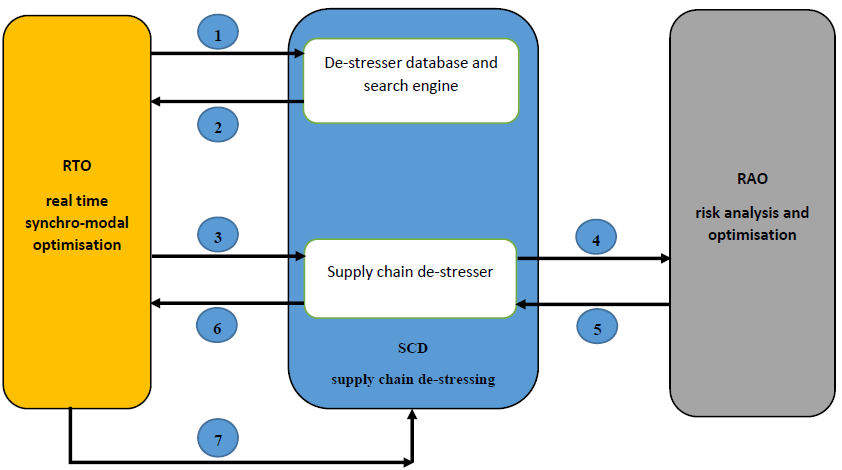 1
De-stresser database and
search engine
2
RTO
real time
synchro-modal
optimisation
RAO
risk analysis and
optimisation
3
4
Supply chain de-stresser
6
5
SCD
supply chain de-stressing
7